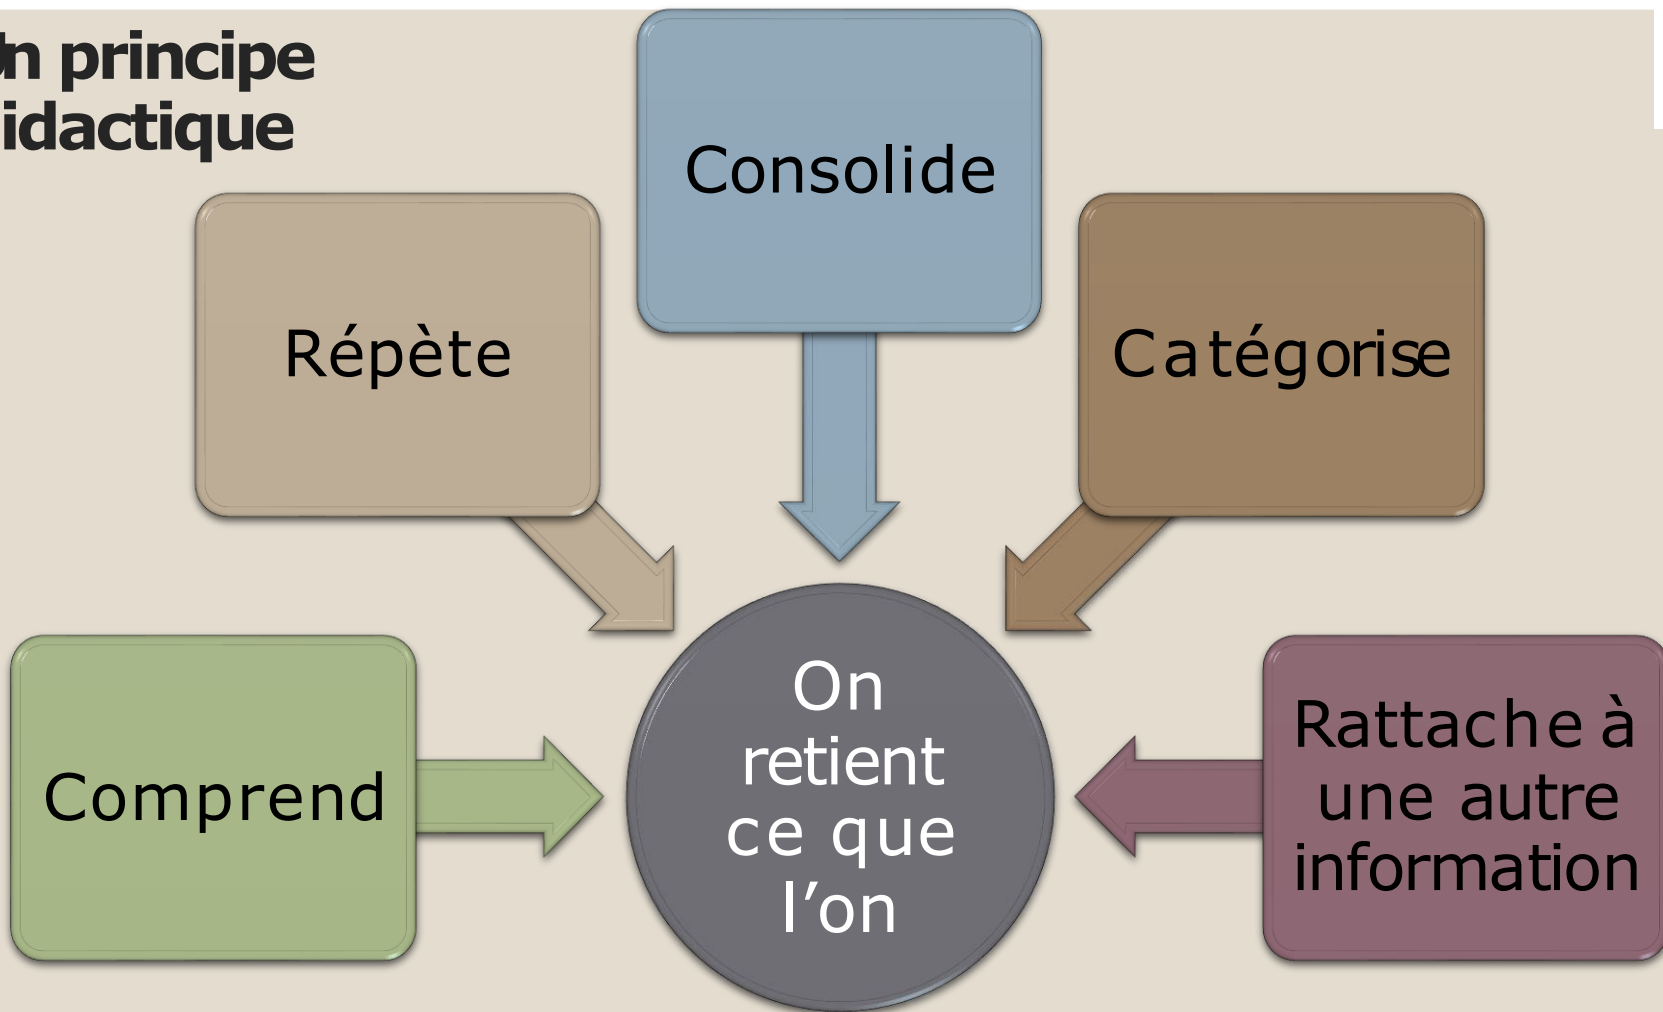 n principe
idactique
Consolide
Répète
Catégorise
Comprend
On
retient
ce que
l’on
Rattache à
une autre
information